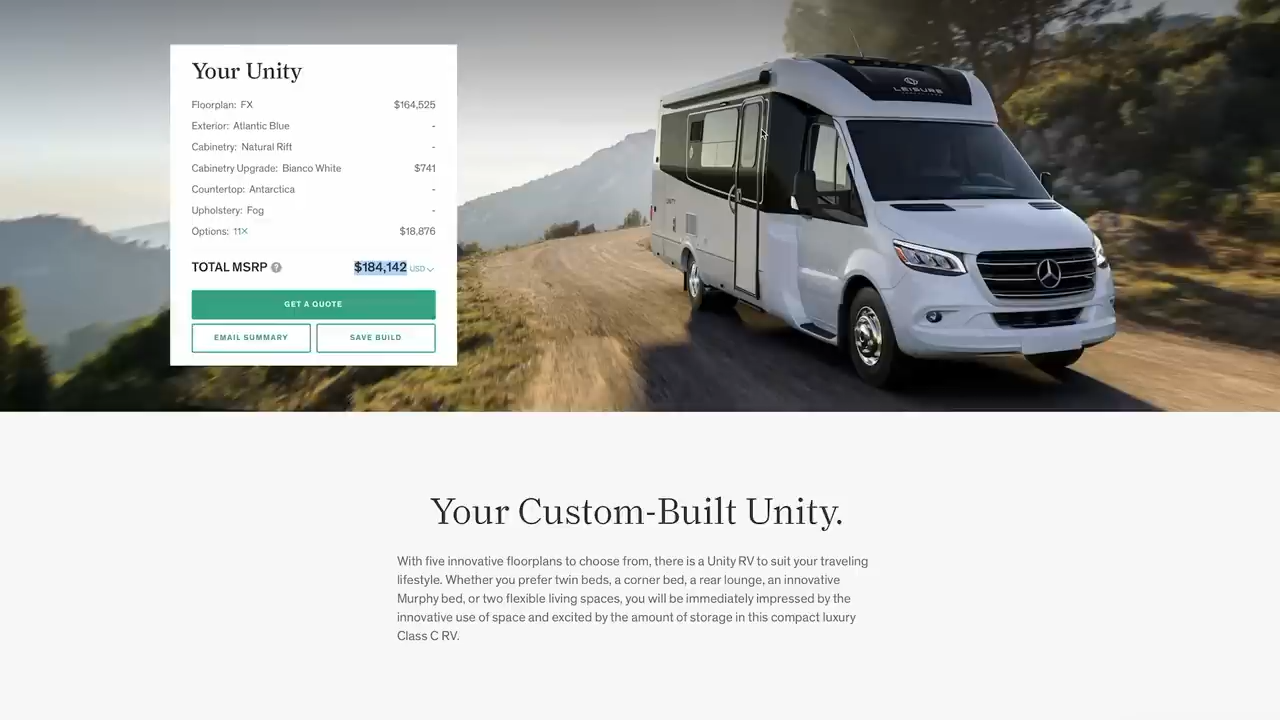 Your Unity
Floorplan: FX $164,525
Exterior: Atlantic Blue -
Cabinetry: Natural Rift -
Cabinetry Upgrade: Bianco White $741
Countertop: Antarctica -
Upholstery: Fog -
Options: 11× $18,876
TOTAL MSRP ? $184,142 USD
GET A QUOTE
EMAIL SUMMARY SAVE BUILD
LEISURE
UNITY
Your Custom-Built Unity.
With five innovative floorplans to choose from, there is a Unity RV to suit your traveling
lifestyle. Whether you prefer twin beds, a corner bed, a rear lounge, an innovative
Murphy bed, or two flexible living spaces, you will be immediately impressed by the
innovative use of space and excited by the amount of storage in this compact luxury
Class C RV.